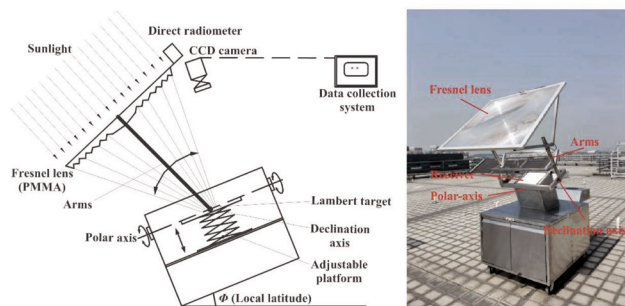 Direct radiometer
Sunlight
CCD camera
Data collection
system
Fresnel lens
(PMMA)
Arms
Lambert target
Declination
axis
Polar axis
Adjustable
platform
Φ (Local latitude)
Fresnel lens
Arms
Receiver
Polar-axis
Declination axis